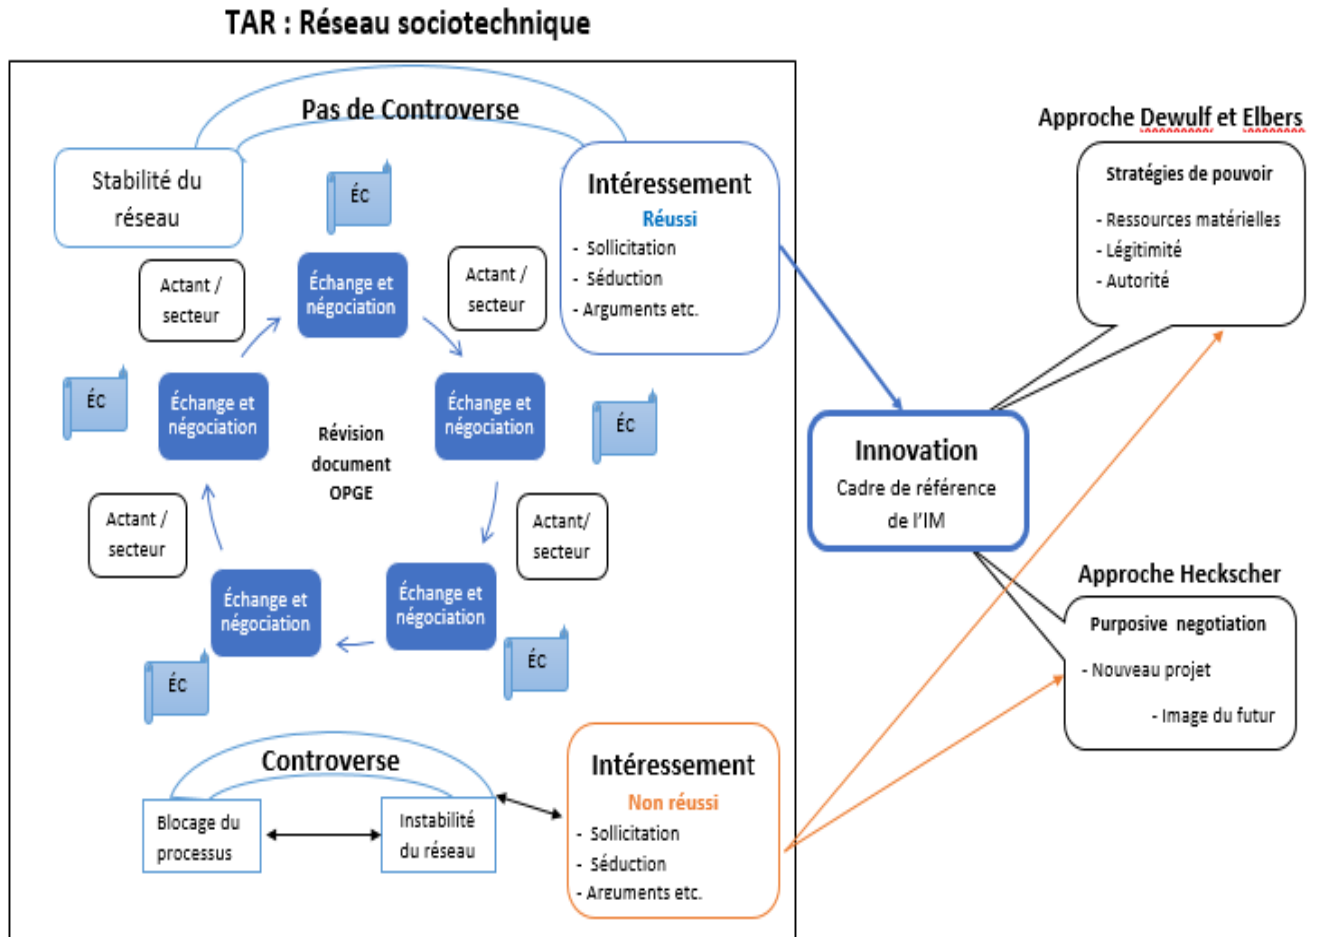 TAR : Réseau sociotechnique
Pas de Controverse
Stabilité du
réseau
ÉC
Intéressement
Réussi
- Sollicitation
- Séduction
- Arguments etc.
Actant /
secteur
Échange et
négociation
Actant /
secteur
ÉC
Échange et
négociation
Échange et
négociation
ÉC
Révision
document
OPGE
Actant /
secteur
Actant/
secteur
Échange et
négociation
Échange et
négociation
ÉC
ÉC
Controverse
Blocage du
processus
Instabilité
du réseau
Intéressement
Non réussi
- Sollicitation
- Séduction
- Arguments etc.
Approche Dewulf et Elbers
Stratégies de pouvoir
- Ressources matérielles
- Légitimité
- Autorité
Innovation
Cadre de référence
de l'IM
Approche Heckscher
Purposive negotiation
- Nouveau projet
- Image du futur